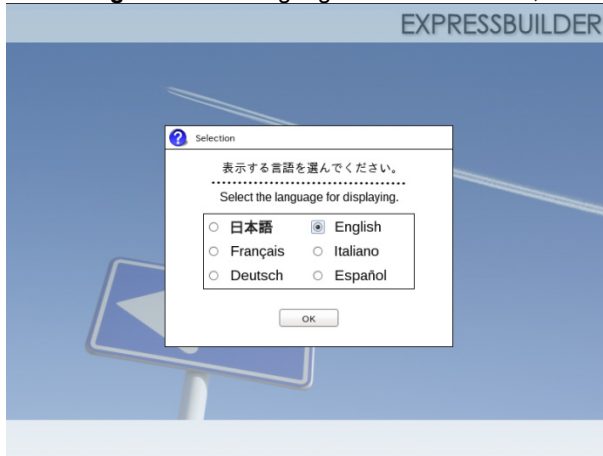 EXPRESSBUILDER
Selection
表示する言語を選んでください。
Select the language for displaying.
日本語 English
Français Italiano
Deutsch Español
OK